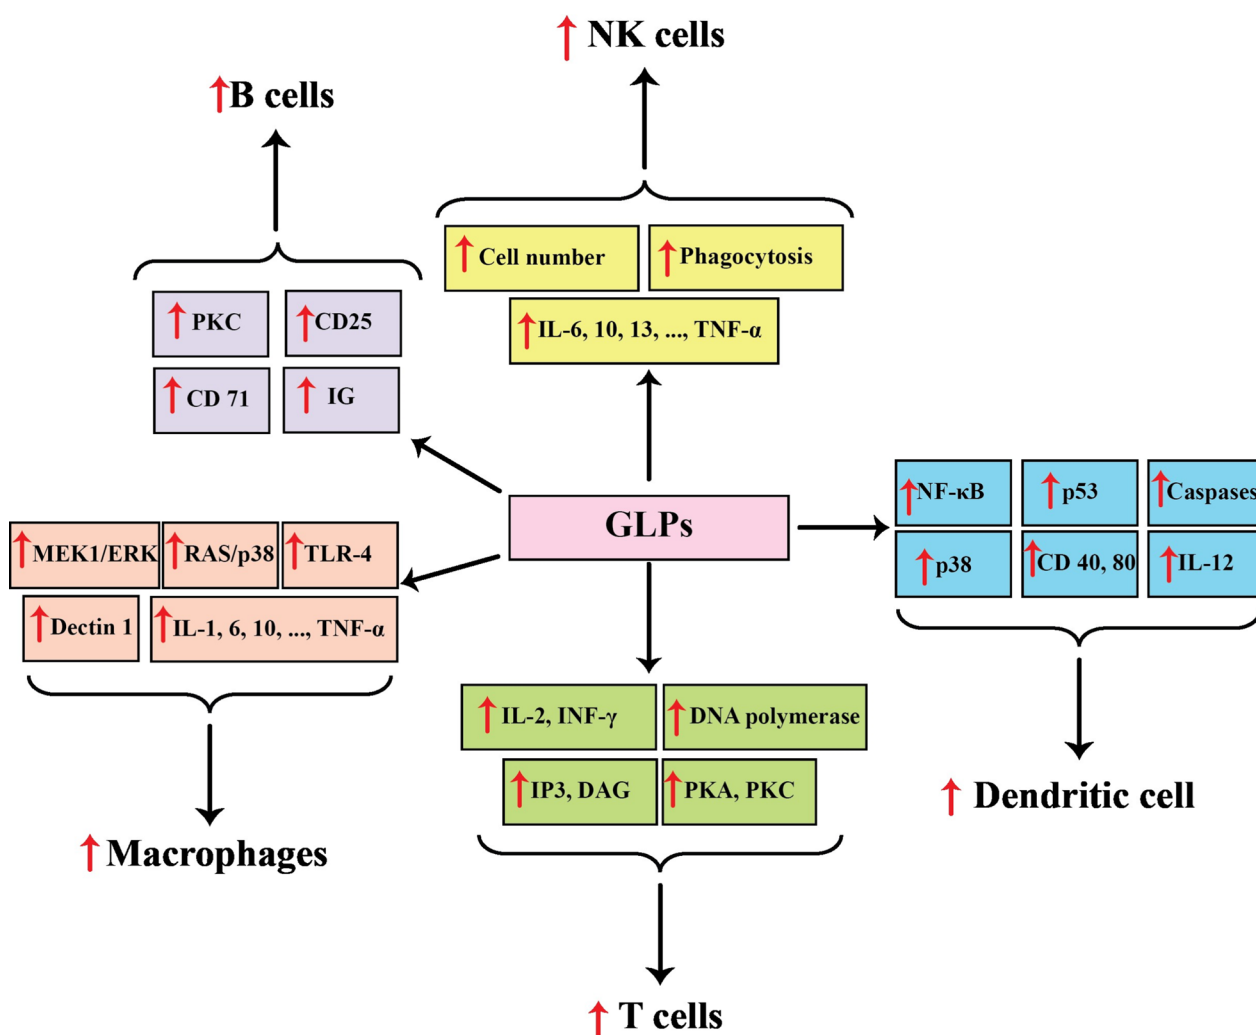 NK cells
B cells
Cell number
Phagocytosis
IL-6, 10, 13, ..., TNF-α
PKC
CD25
CD 71
IG
GLPs
NF-κB
p53
Caspases
p38
CD 40, 80
IL-12
MEK1/ERK
RAS/p38
TLR-4
Dectin 1
IL-1, 6, 10, ..., TNF-α
IL-2, INF-γ
DNA polymerase
IP3, DAG
PKA, PKC
Dendritic cell
Macrophages
T cells